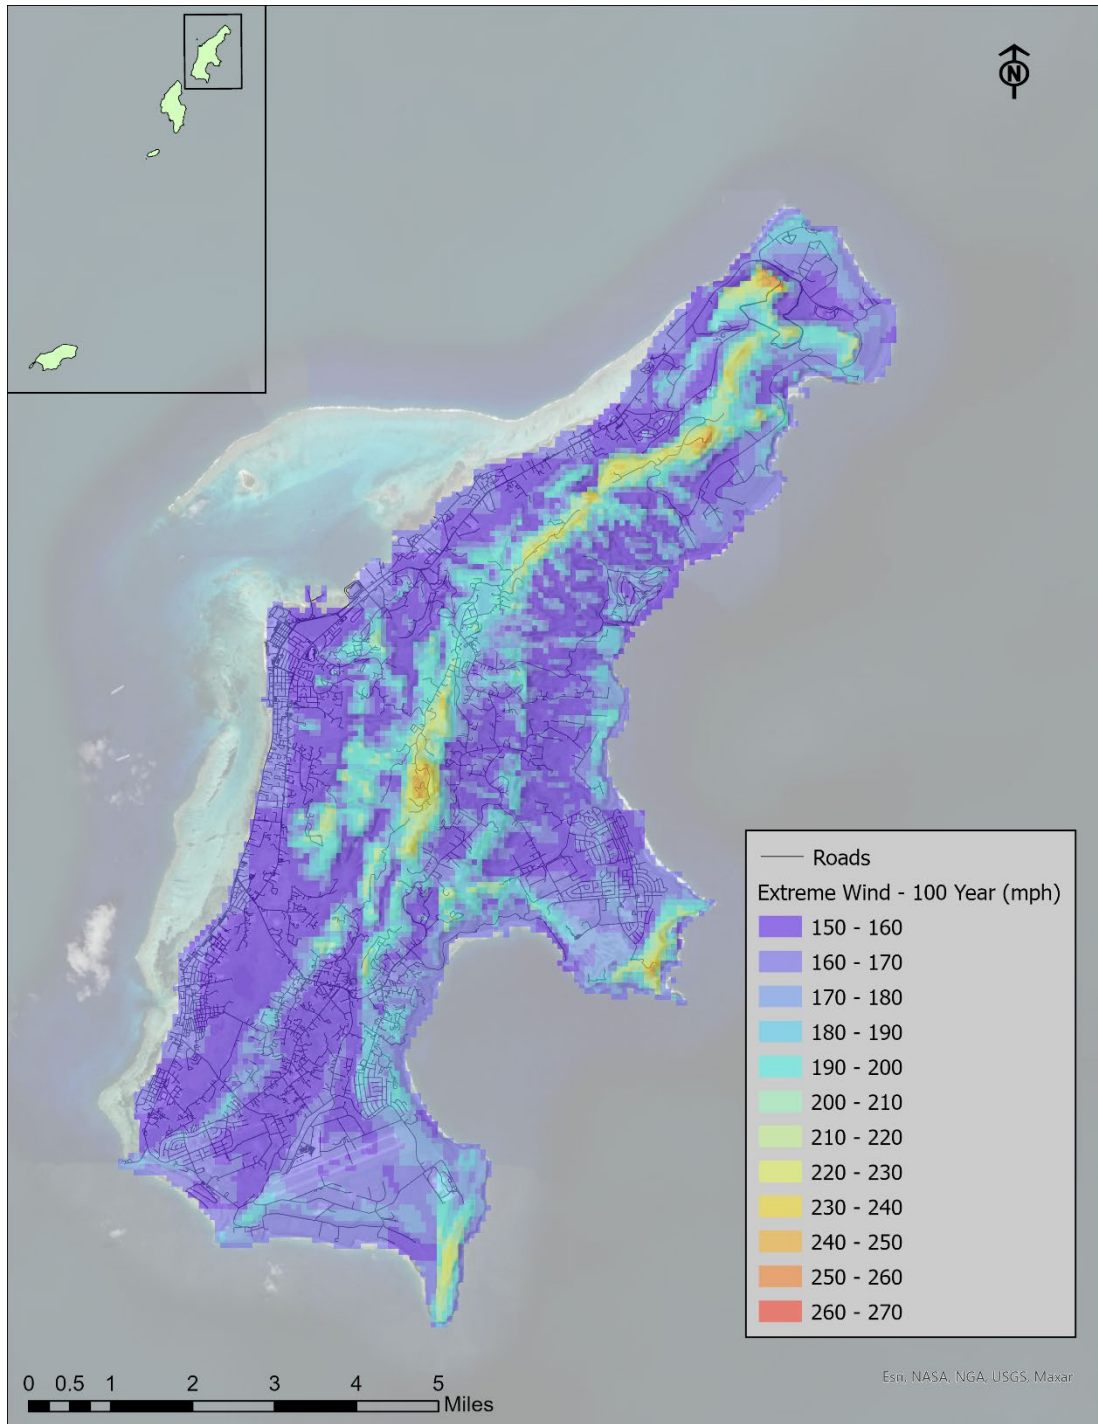 N
Roads
Extreme Wind - 100 Year (mph)
150 - 160
160 - 170
170 - 180
180 - 190
190 - 200
200 - 210
210 - 220
220 - 230
230 - 240
240 - 250
250 - 260
260 - 270
0 0.5 1 2 3 4 5
Miles
Esri, NASA, NGA, USGS, Maxar